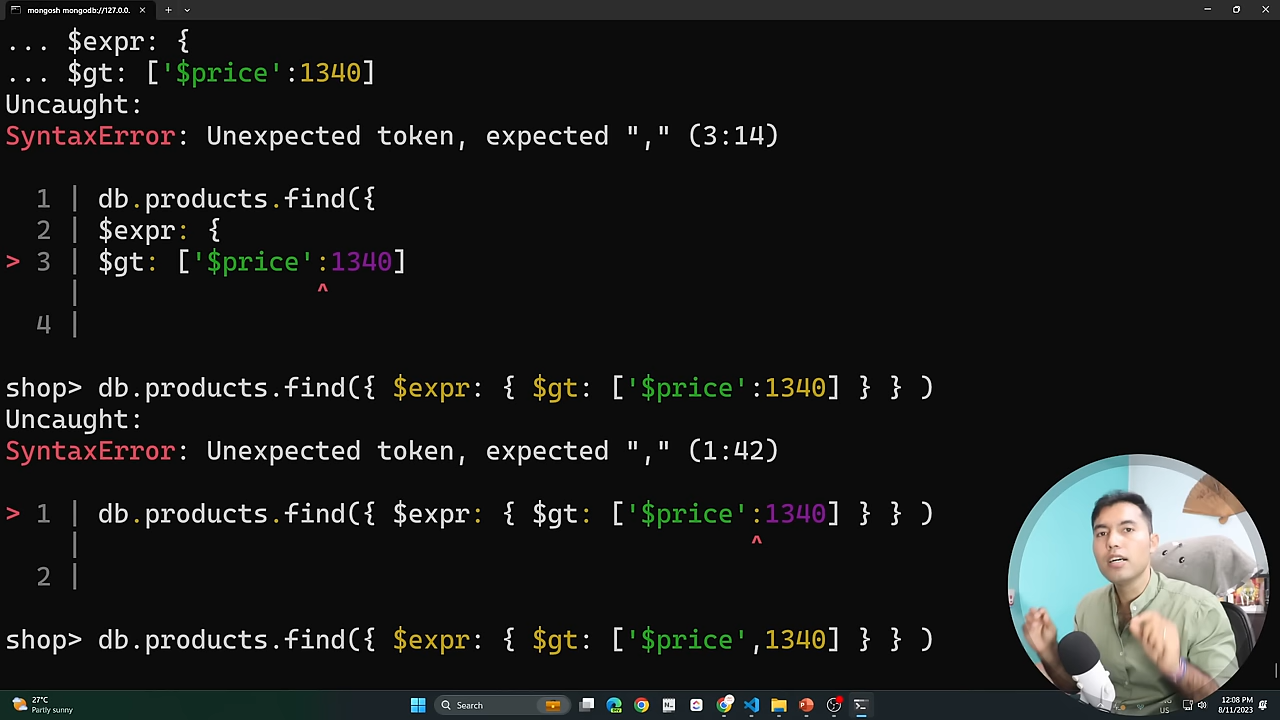 mongosh mongodb://127.0.0.
... $expr: {
... $gt: ['$price':1340]
Uncaught:
SyntaxError: Unexpected token, expected "," (3:14)
1 | db.products.find({
2 | $expr: {
> 3 | $gt: ['$price':1340]
| ^
4 |
shop> db.products.find({ $expr: { $gt: ['$price':1340] } } )
Uncaught:
SyntaxError: Unexpected token, expected "," (1:42)
> 1 | db.products.find({ $expr: { $gt: ['$price':1340] } } )
| ^
2 |
shop> db.products.find({ $expr: { $gt: ['$price',1340] } } )
27°C
Partly sunny
Search
US
12:08 PM
8/11/2023